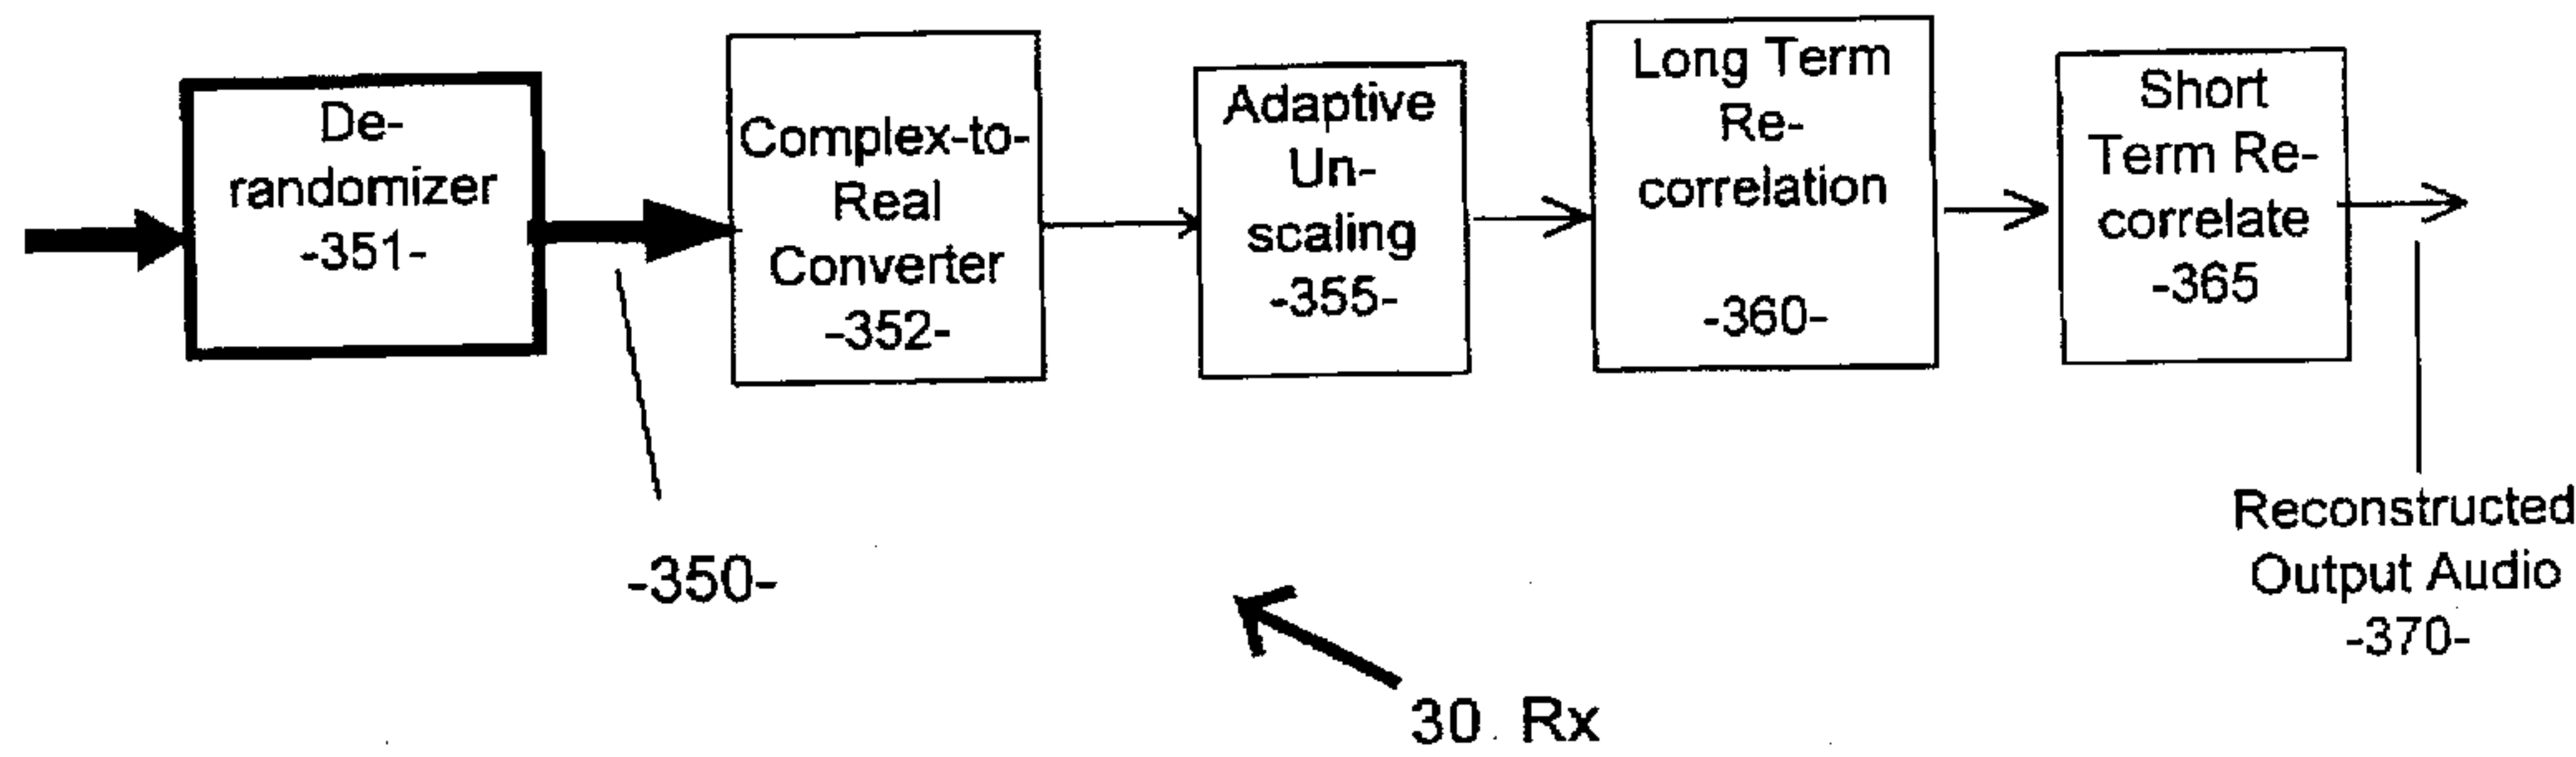 De-
randomizer
-351-
Complex-to-
Real
Converter
-352-
Adaptive
Un-
scaling
-355-
Long Term
Re-
correlation
-360-
Short
Term Re-
correlate
-365
-350-
Reconstructed
Output Audio
-370-
30 Rx